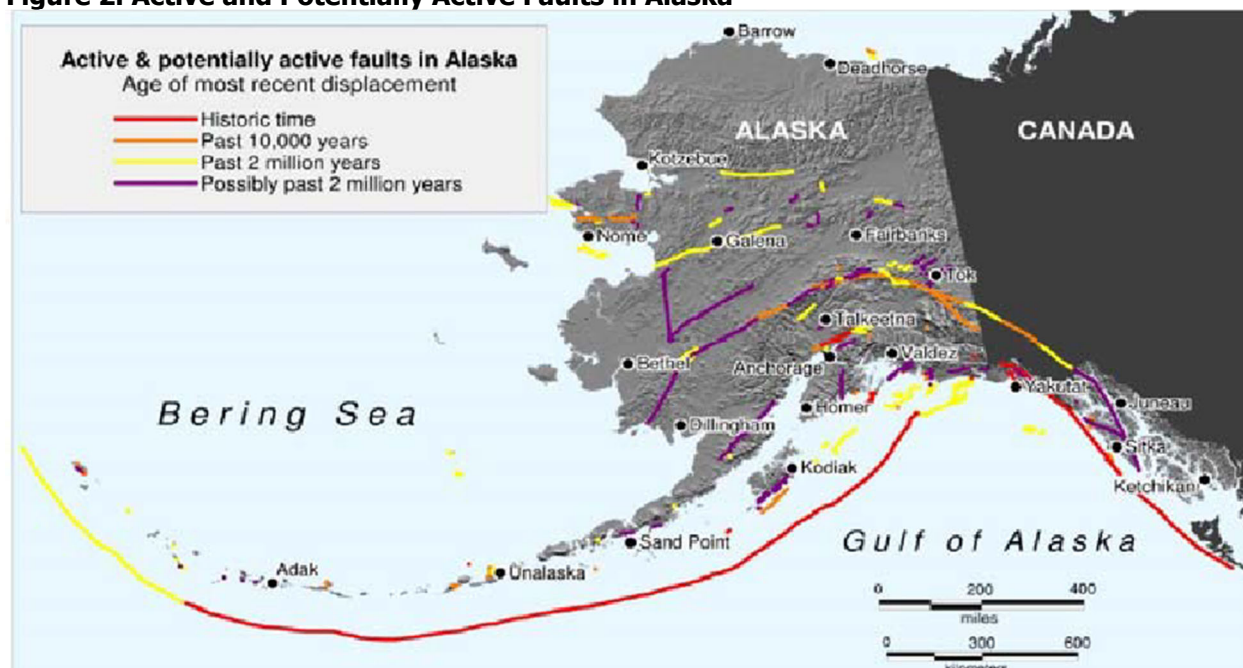 Figure 2. Active and Potentially Active Faults in Alaska
Active & potentially active faults in Alaska
Age of most recent displacement
Historic time
Past 10,000 years
Past 2 million years
Possibly past 2 million years
Barrow
Deadhorse
ALASKA
CANADA
Kotzebue
Nome
Galena
Fairbanks
Tok
Talkeetna
Bethel
Anchorage
Valdez
Yakutat
Homer
Juneau
Bering Sea
Dillingham
Sitka
Kodiak
Ketchikan
Sand Point
Gulf of Alaska
Adak
Unalaska
0 200 400
miles
0 300 600
kilometers